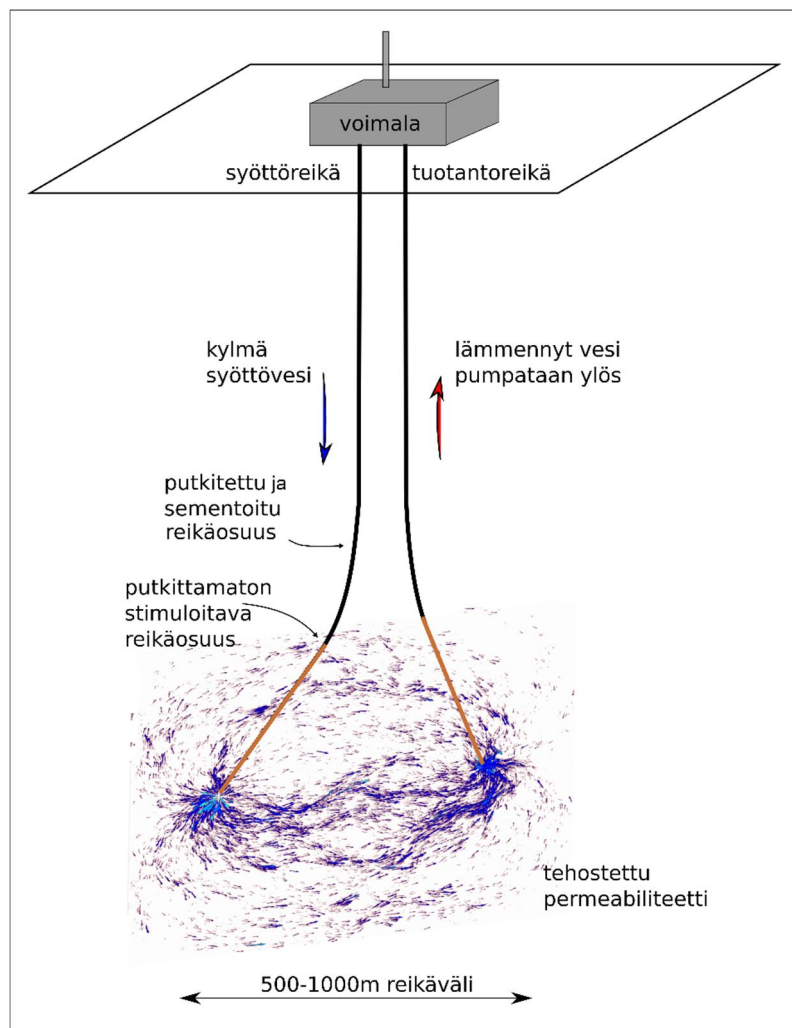 voimala
syöttöreikä
tuotantoreikä
kylmä
syöttövesi
lämmennyt vesi
pumpataan ylös
putkitettu ja
sementoitu
reikäosuus
putkittamaton
stimuloitava
reikäosuus
tehostettu
permeabiliteetti
500-1000m reikäväli